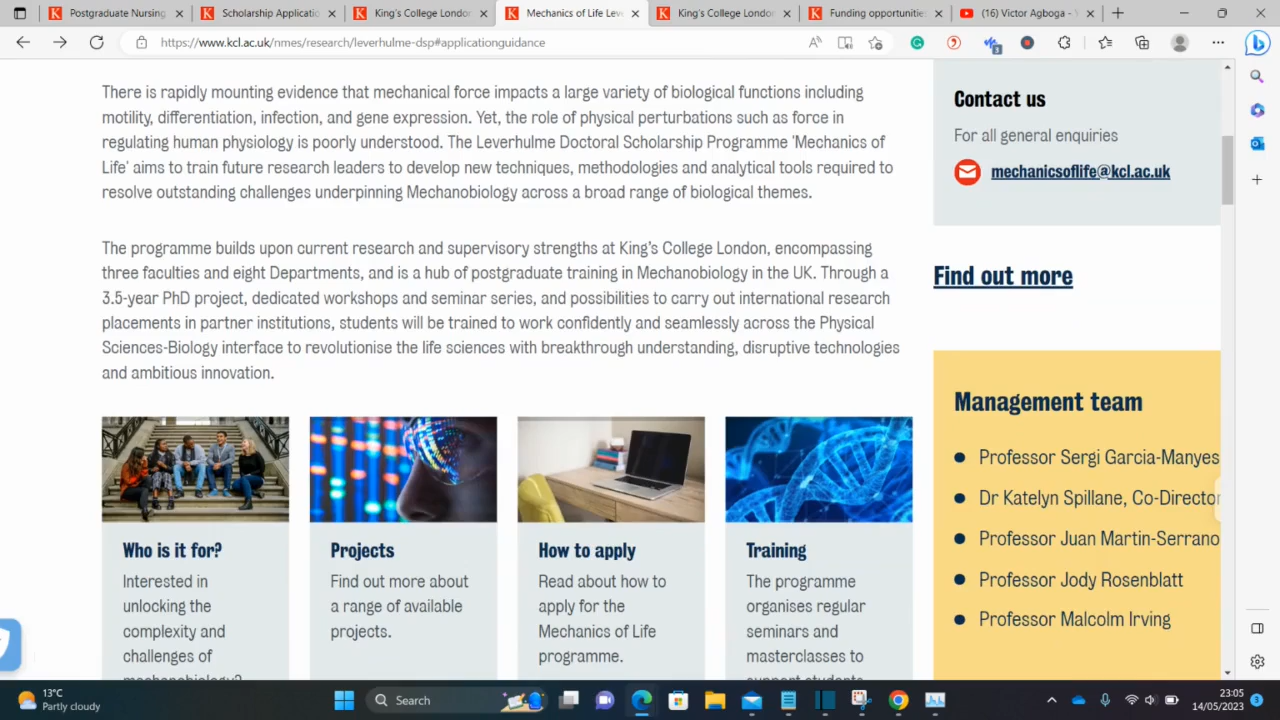 Postgraduate Nursing
Scholarship Applicatio
King's College London
Mechanics of Life Leve
King's College London
Funding opportunities
(16) Victor Agboga -
https://www.kcl.ac.uk/nmes/research/leverhulme-dsp#applicationguidance
There is rapidly mounting evidence that mechanical force impacts a large variety of biological functions including
motility, differentiation, infection, and gene expression. Yet, the role of physical perturbations such as force in
regulating human physiology is poorly understood. The Leverhulme Doctoral Scholarship Programme 'Mechanics of
Life' aims to train future research leaders to develop new techniques, methodologies and analytical tools required to
resolve outstanding challenges underpinning Mechanobiology across a broad range of biological themes.
The programme builds upon current research and supervisory strengths at King's College London, encompassing
three faculties and eight Departments, and is a hub of postgraduate training in Mechanobiology in the UK. Through a
3.5-year PhD project, dedicated workshops and seminar series, and possibilities to carry out international research
placements in partner institutions, students will be trained to work confidently and seamlessly across the Physical
Sciences-Biology interface to revolutionise the life sciences with breakthrough understanding, disruptive technologies
and ambitious innovation.
Who is it for?
Interested in
unlocking the
complexity and
challenges of
mechanobiology?
Projects
Find out more about
a range of available
projects.
How to apply
Read about how to
apply for the
Mechanics of Life
programme.
Training
The programme
organises regular
seminars and
masterclasses to
support students
Contact us
For all general enquiries
mechanicsoflife@kcl.ac.uk
Find out more
Management team
Professor Sergi Garcia-Manyes
Dr Katelyn Spillane, Co-Director
Professor Juan Martin-Serrano
Professor Jody Rosenblatt
Professor Malcolm Irving
13°C
Partly cloudy
Search
23:05
14/05/2023
3